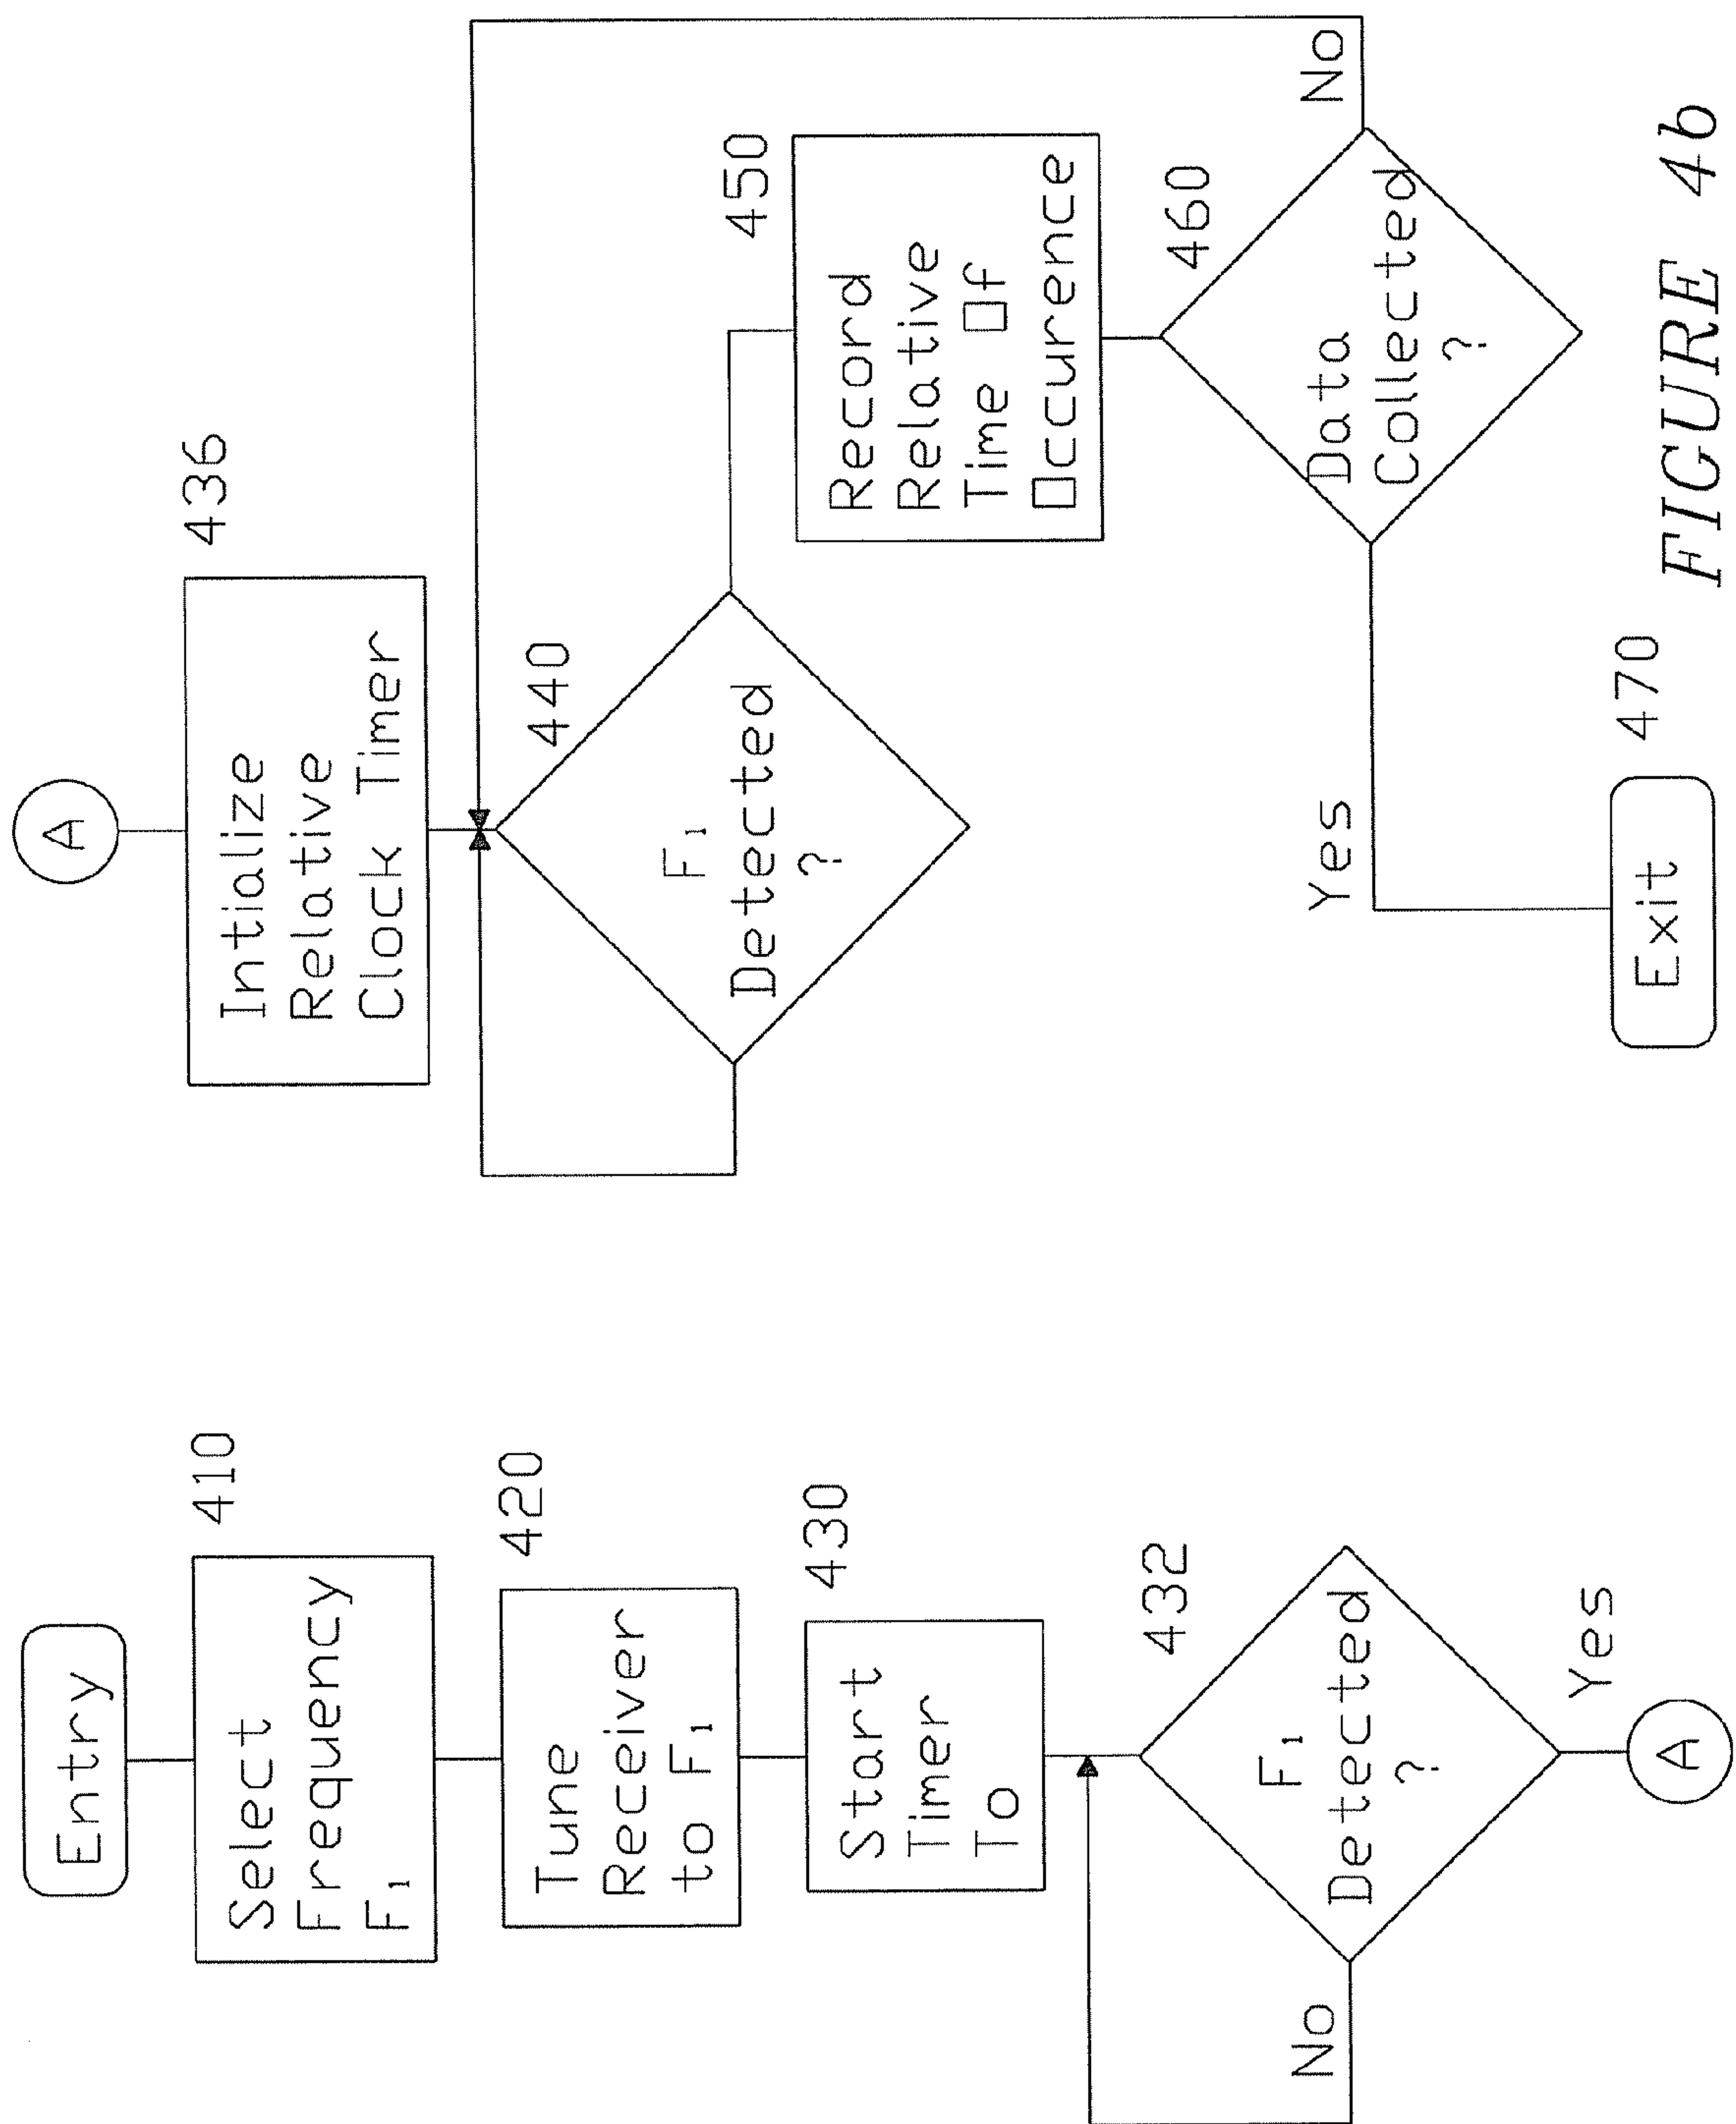 Entry
410
Select
Frequency
F₁
420
Tune
Receiver
to F₁
430
Start
Timer
To
432
F₁
Detected
?
No
Yes
A
A
436
Intialize
Relative
Clock Timer
440
F₁
Detected
?
450
Record
Relative
Time Of
Occurence
460
Data
Collected
?
No
Yes
470
Exit
FIGURE 4b